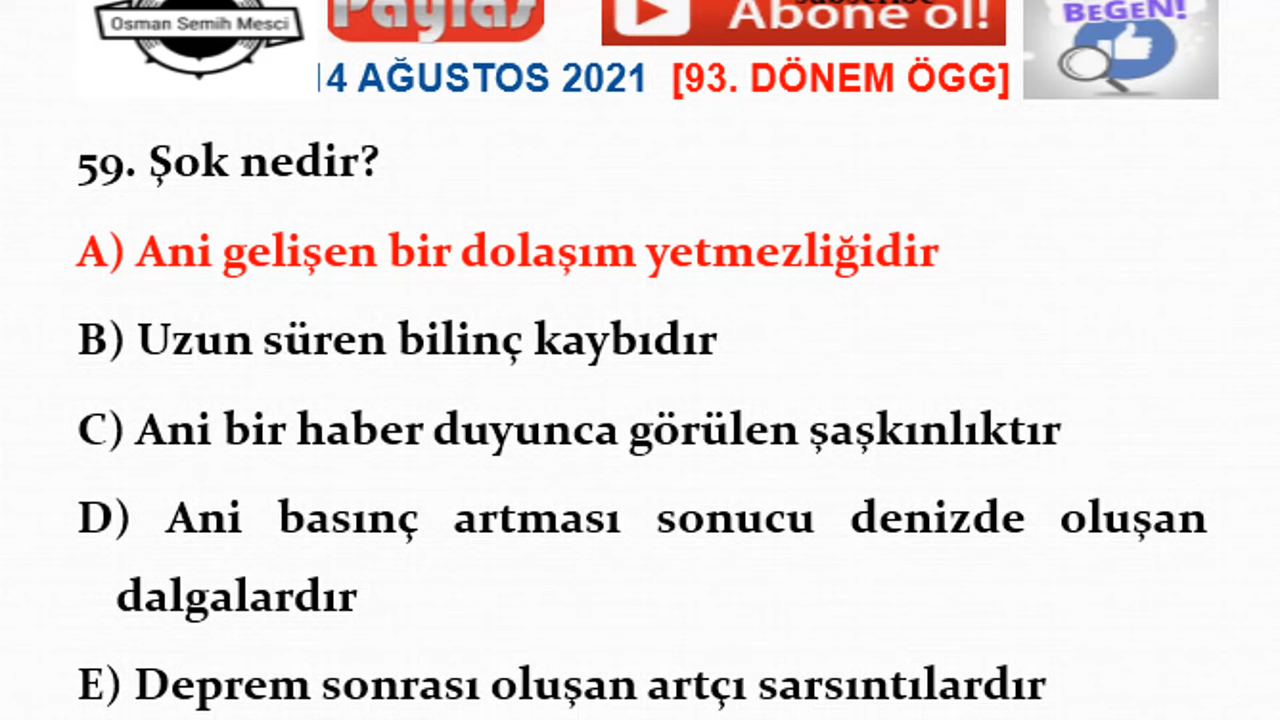 Osman Semih Mesci
Paylaş
Abone ol!
BEĞEN!
14 AĞUSTOS 2021 [93. DÖNEM ÖGG]
59. Şok nedir?
A) Ani gelişen bir dolaşım yetmezliğidir
B) Uzun süren bilinç kaybıdır
C) Ani bir haber duyunca görülen şaşkınlıktır
D) Ani basınç artması sonucu denizde oluşan
dalgalardır
E) Deprem sonrası oluşan artçı sarsıntılardır